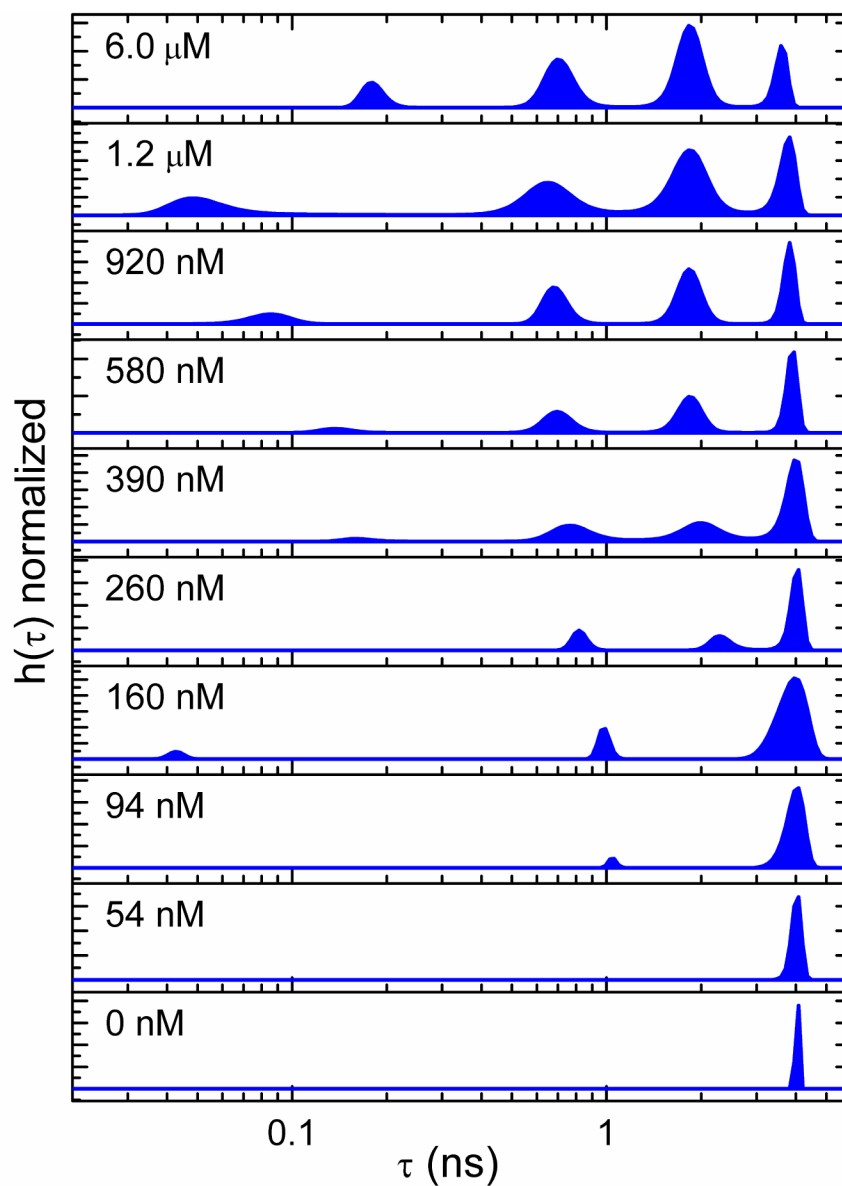 h(τ) normalized
6.0 μM
1.2 μM
920 nM
580 nM
390 nM
260 nM
160 nM
94 nM
54 nM
0 nM
0.1 1
τ (ns)